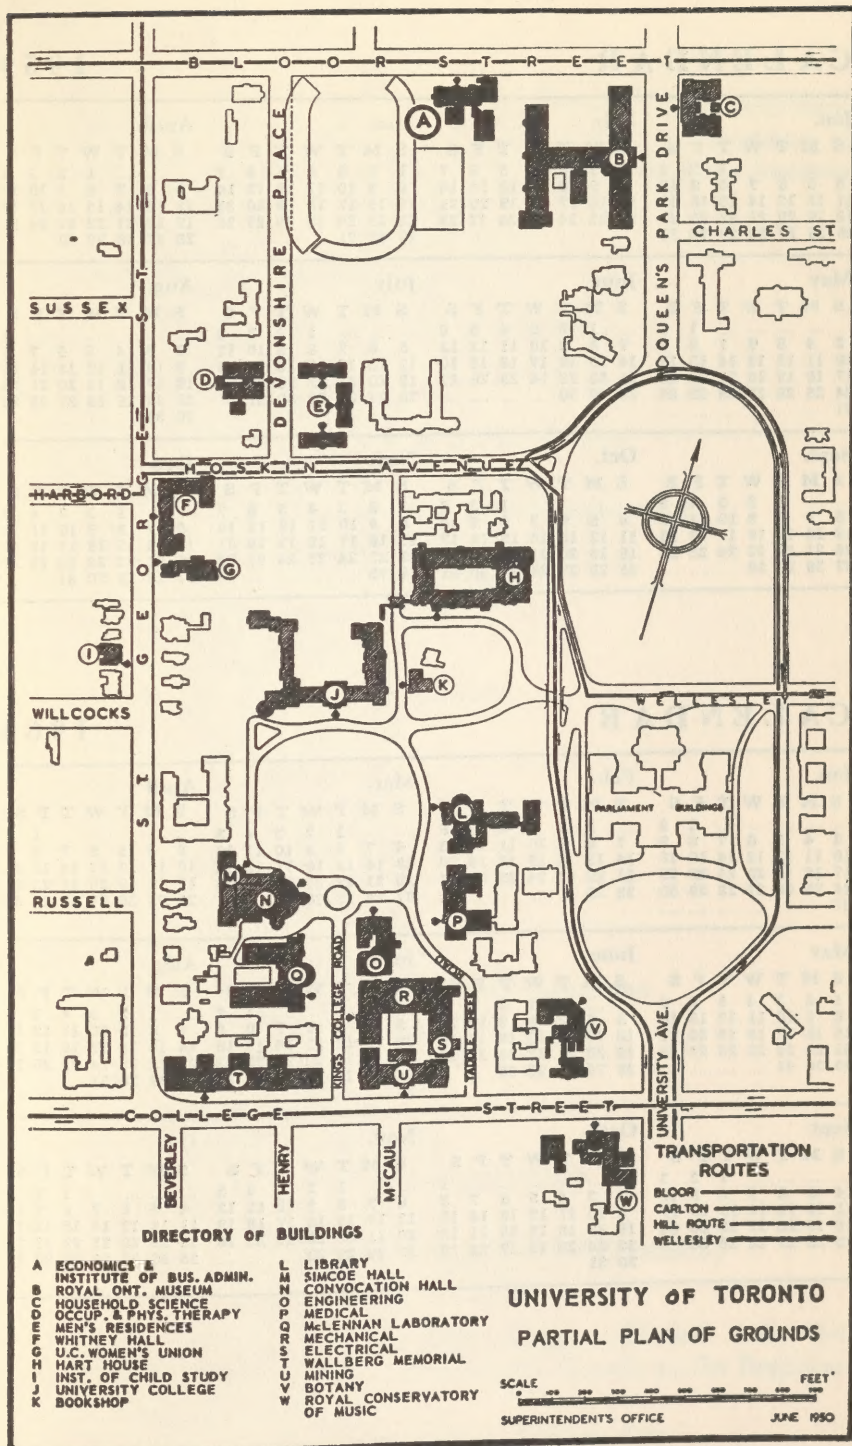 BLOOR STREET
A
B
C
DEVONSHIRE PLACE
QUEEN'S PARK DRIVE
CHARLES ST
SUSSEX
ST. GEORGE ST.
D
E
HOSKIN AVENUE
HARBORD
F
G
H
I
J
K
WELLESLEY
WILLCOCKS
PARLIAMENT BUILDINGS
L
M
N
RUSSELL
P
O
Q
KINGS COLLEGE ROAD
R
S
TADDLE CREEK
V
T
U
UNIVERSITY AVE.
COLLEGE STREET
BEVERLEY
HENRY
McCAUL
W
TRANSPORTATION
ROUTES
BLOOR
CARLTON
HILL ROUTE
WELLESLEY
DIRECTORY OF BUILDINGS
A ECONOMICS &
INSTITUTE OF BUS. ADMIN.
B ROYAL ONT. MUSEUM
C HOUSEHOLD SCIENCE
D OCCUP. & PHYS. THERAPY
E MEN'S RESIDENCES
F WHITNEY HALL
G U.C. WOMEN'S UNION
H HART HOUSE
I INST. OF CHILD STUDY
J UNIVERSITY COLLEGE
K BOOKSHOP
L LIBRARY
M SIMCOE HALL
N CONVOCATION HALL
O ENGINEERING
P MEDICAL
Q McLENNAN LABORATORY
R MECHANICAL
S ELECTRICAL
T WALLBERG MEMORIAL
U MINING
V BOTANY
W ROYAL CONSERVATORY
OF MUSIC
UNIVERSITY OF TORONTO
PARTIAL PLAN OF GROUNDS
SCALE FEET
SUPERINTENDENT'S OFFICE JUNE 1950